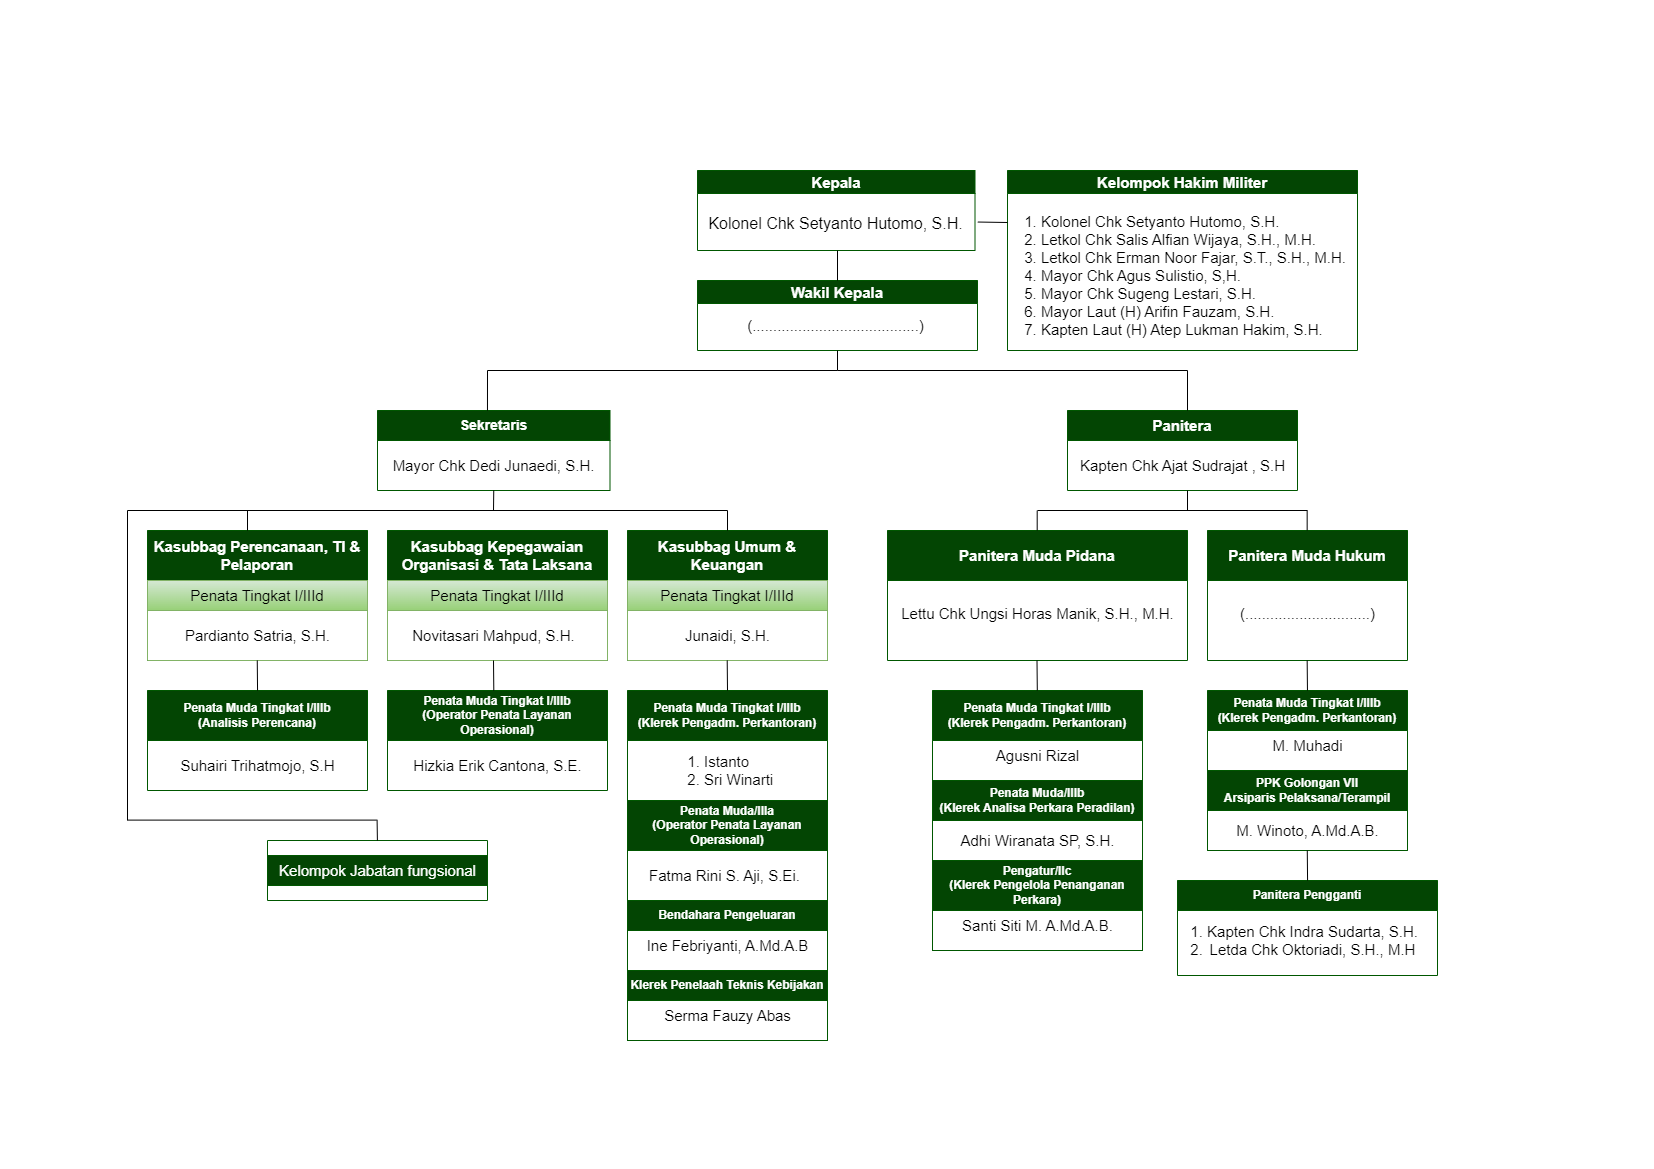 Kepala
Kolonel Chk Setyanto Hutomo, S.H.
Kelompok Hakim Militer
1. Kolonel Chk Setyanto Hutomo, S.H.
2. Letkol Chk Salis Alfian Wijaya, S.H., M.H.
3. Letkol Chk Erman Noor Fajar, S.T., S.H., M.H.
4. Mayor Chk Agus Sulistio, S,H.
5. Mayor Chk Sugeng Lestari, S.H.
6. Mayor Laut (H) Arifin Fauzam, S.H.
7. Kapten Laut (H) Atep Lukman Hakim, S.H.
Wakil Kepala
(........................................)
Sekretaris
Mayor Chk Dedi Junaedi, S.H.
Panitera
Kapten Chk Ajat Sudrajat , S.H
Kasubbag Perencanaan, TI &
Pelaporan
Penata Tingkat I/IIId
Pardianto Satria, S.H.
Kasubbag Kepegawaian
Organisasi & Tata Laksana
Penata Tingkat I/IIId
Novitasari Mahpud, S.H.
Kasubbag Umum &
Keuangan
Penata Tingkat I/IIId
Junaidi, S.H.
Panitera Muda Pidana
Lettu Chk Ungsi Horas Manik, S.H., M.H.
Panitera Muda Hukum
(..............................)
Penata Muda Tingkat I/IIIb
(Analisis Perencana)
Suhairi Trihatmojo, S.H
Penata Muda Tingkat I/IIIb
(Operator Penata Layanan
Operasional)
Hizkia Erik Cantona, S.E.
Penata Muda Tingkat I/IIIb
(Klerek Pengadm. Perkantoran)
1. Istanto
2. Sri Winarti
Penata Muda/IIIa
(Operator Penata Layanan
Operasional)
Fatma Rini S. Aji, S.Ei.
Bendahara Pengeluaran
Ine Febriyanti, A.Md.A.B
Klerek Penelaah Teknis Kebijakan
Serma Fauzy Abas
Penata Muda Tingkat I/IIIb
(Klerek Pengadm. Perkantoran)
Agusni Rizal
Penata Muda/IIIb
(Klerek Analisa Perkara Peradilan)
Adhi Wiranata SP, S.H.
Pengatur/IIc
(Klerek Pengelola Penanganan
Perkara)
Santi Siti M. A.Md.A.B.
Penata Muda Tingkat I/IIIb
(Klerek Pengadm. Perkantoran)
M. Muhadi
PPK Golongan VII
Arsiparis Pelaksana/Terampil
M. Winoto, A.Md.A.B.
Panitera Pengganti
1. Kapten Chk Indra Sudarta, S.H.
2. Letda Chk Oktoriadi, S.H., M.H
Kelompok Jabatan fungsional